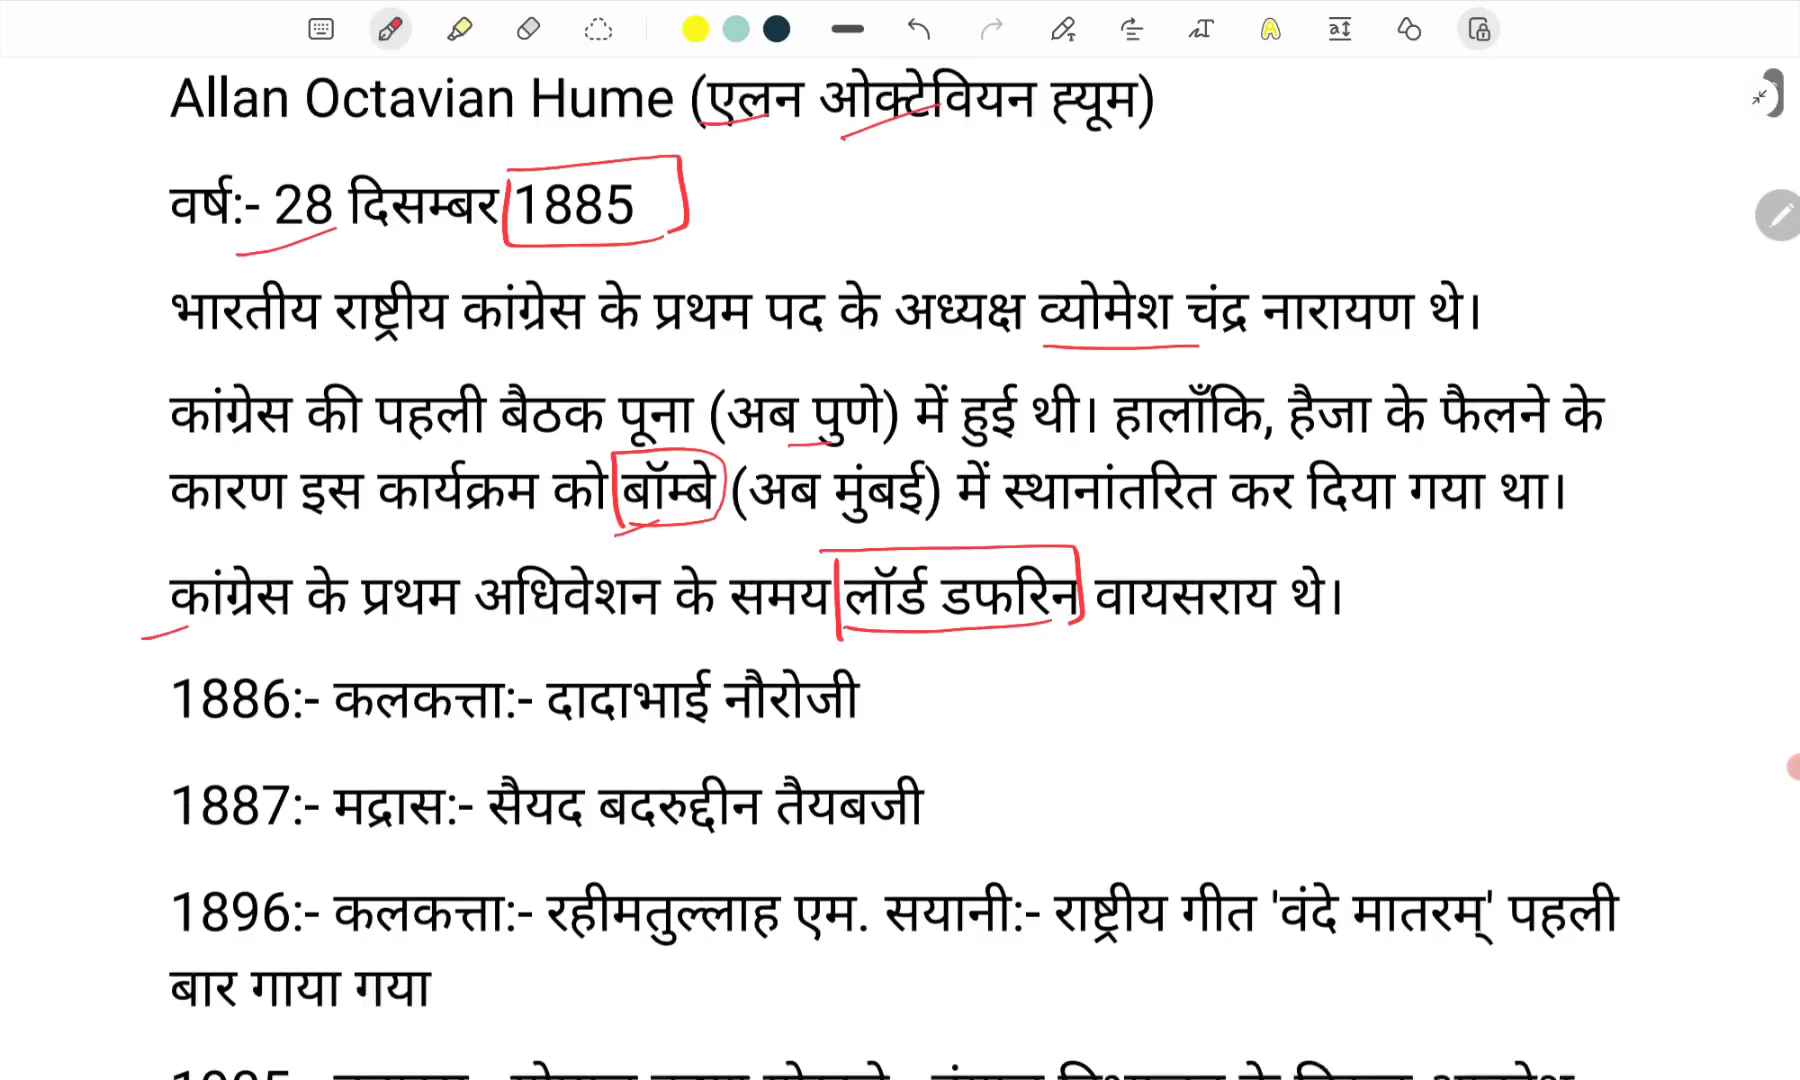 Allan Octavian Hume (एलन ओक्टेवियन ह्यूम)
वर्ष:- 28 दिसम्बर 1885
भारतीय राष्ट्रीय कांग्रेस के प्रथम पद के अध्यक्ष व्योमेश चंद्र नारायण थे।
कांग्रेस की पहली बैठक पूना (अब पुणे) में हुई थी। हालाँकि, हैजा के फैलने के
कारण इस कार्यक्रम को बॉम्बे (अब मुंबई) में स्थानांतरित कर दिया गया था।
कांग्रेस के प्रथम अधिवेशन के समय लॉर्ड डफरिन वायसराय थे।
1886:- कलकत्ता:- दादाभाई नौरोजी
1887:- मद्रास:- सैयद बदरुद्दीन तैयबजी
1896:- कलकत्ता:- रहीमतुल्लाह एम. सयानी:- राष्ट्रीय गीत 'वंदे मातरम्' पहली
बार गाया गया